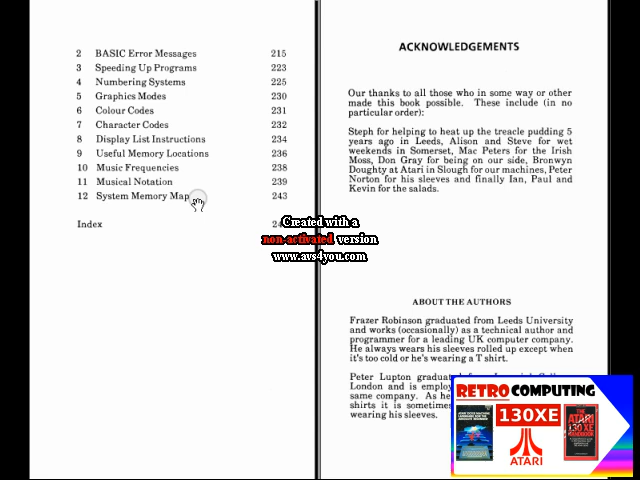 2 BASIC Error Messages 215
3 Speeding Up Programs 223
4 Numbering Systems 225
5 Graphics Modes 230
6 Colour Codes 231
7 Character Codes 232
8 Display List Instructions 234
9 Useful Memory Locations 236
10 Music Frequencies 238
11 Musical Notation 239
12 System Memory Map 243
Index
ACKNOWLEDGEMENTS
Our thanks to all those who in some way or other
made this book possible. These include (in no
particular order):
Steph for helping to heat up the treacle pudding 5
years ago in Leeds, Alison and Steve for wet
weekends in Somerset, Mac Peters for the Irish
Moss, Don Gray for being on our side, Bronwyn
Doughty at Atari in Slough for our machines, Peter
Norton for his sleeves and finally Ian, Paul and
Kevin for the salads.
ABOUT THE AUTHORS
Frazer Robinson graduated from Leeds University
and works (occasionally) as a technical author and
programmer for a leading UK computer company.
He always wears his sleeves rolled up except when
it's too cold or he's wearing a T shirt.
Peter Lupton
London and is
same company. As
shirts it is
wearing his sleeves.
Created with a
non-activated version
www.avs4you.com
RETRO COMPUTING
130XE
ATARI
THE
ATARI
130XE
HANDBOOK